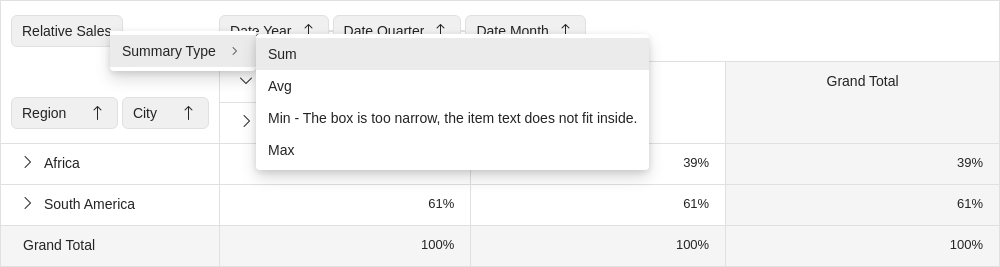 Relative Sales
Date Year
Date Quarter
Date Month
Summary Type
Sum
Avg
Min - The box is too narrow, the item text does not fit inside.
Max
Grand Total
Region
City
Africa
39%
39%
South America
61%
61%
61%
Grand Total
100%
100%
100%